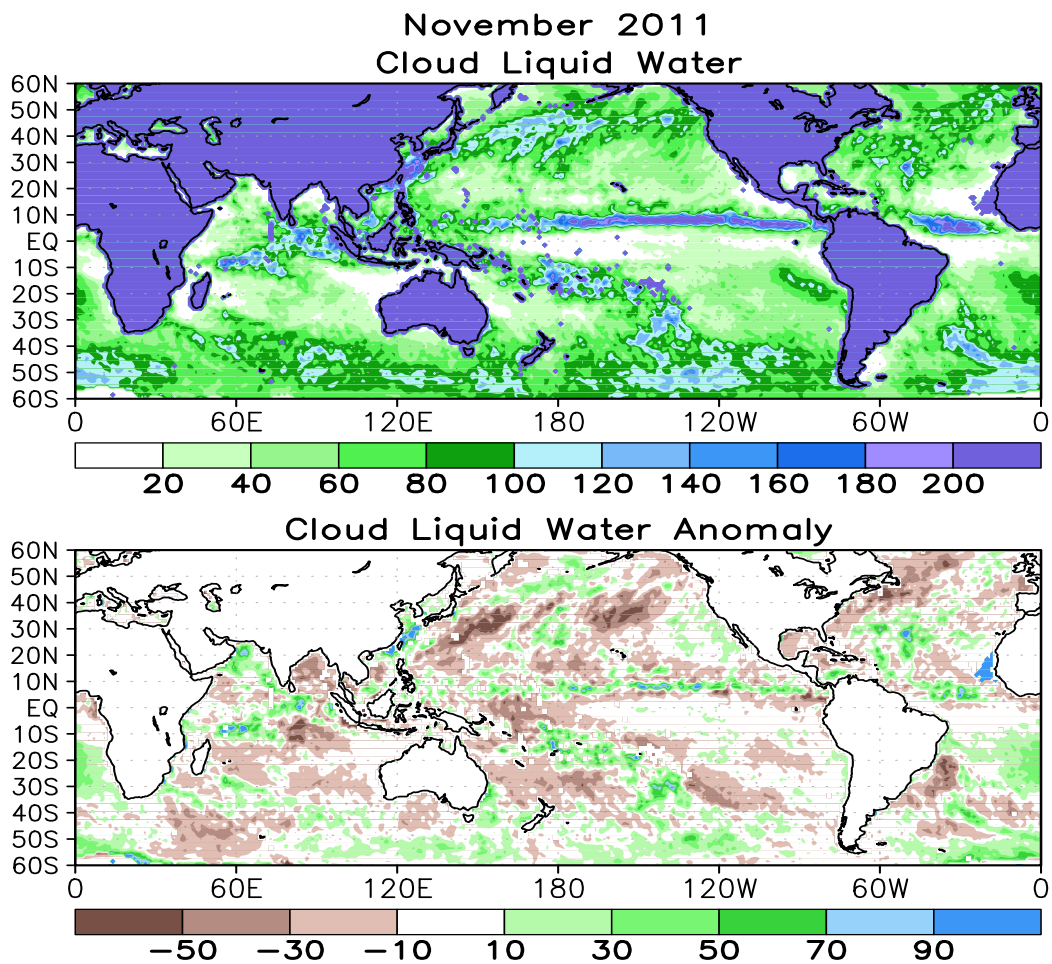 November 2011
Cloud Liquid Water
60N
50N
40N
30N
20N
10N
EQ
10S
20S
30S
40S
50S
60S
0 60E 120E 180 120W 60W 0
20 40 60 80 100 120 140 160 180 200
Cloud Liquid Water Anomaly
60N
50N
40N
30N
20N
10N
EQ
10S
20S
30S
40S
50S
60S
0 60E 120E 180 120W 60W 0
−50 −30 −10 10 30 50 70 90